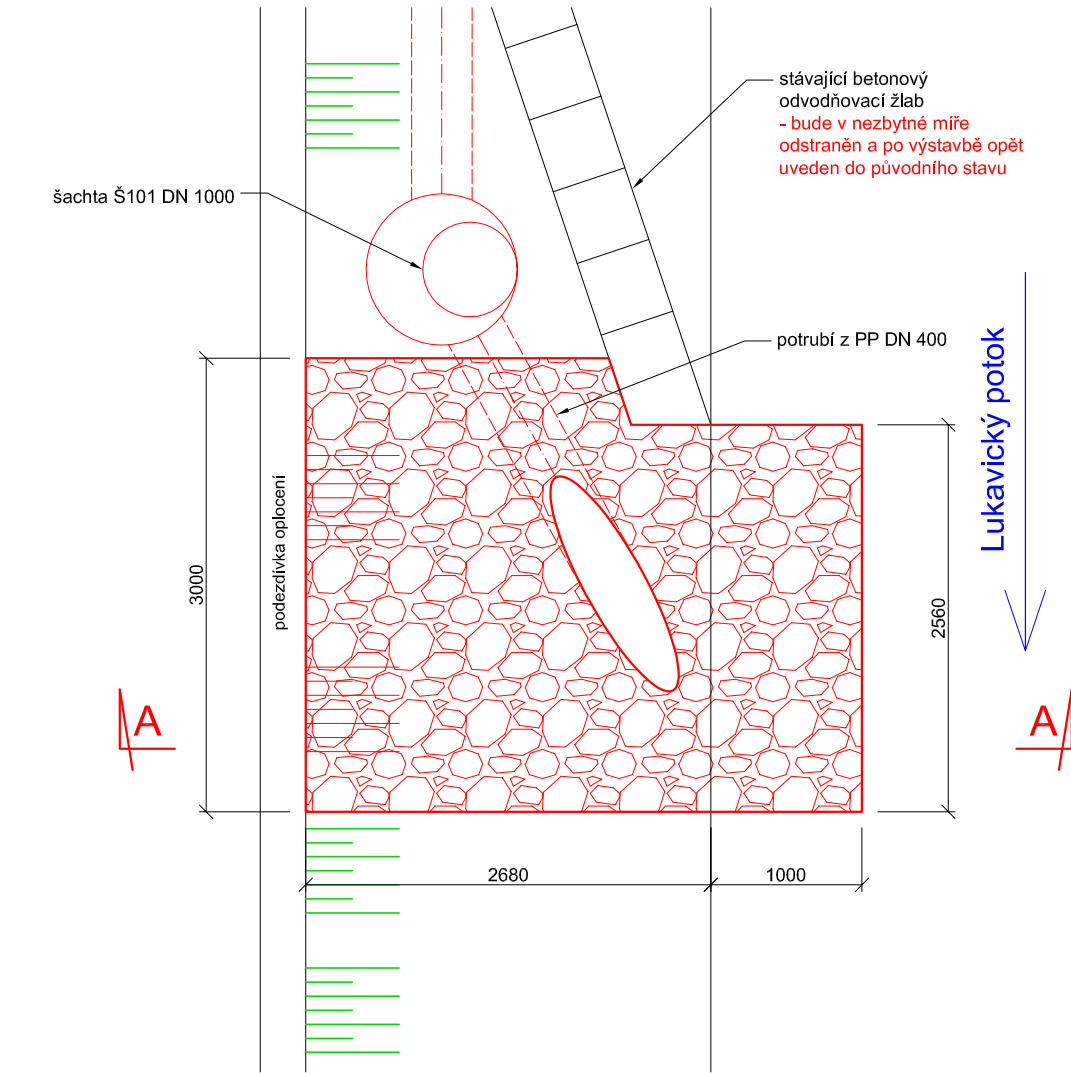 stávající betonový
odvodňovací žlab
- bude v nezbytné míře
odstraněn a po výstavbě opět
uveden do původního stavu
šachta Š101 DN 1000
potrubí z PP DN 400
Lukavický potok
podezdívka oplocení
3000
2560
A
A
2680
1000